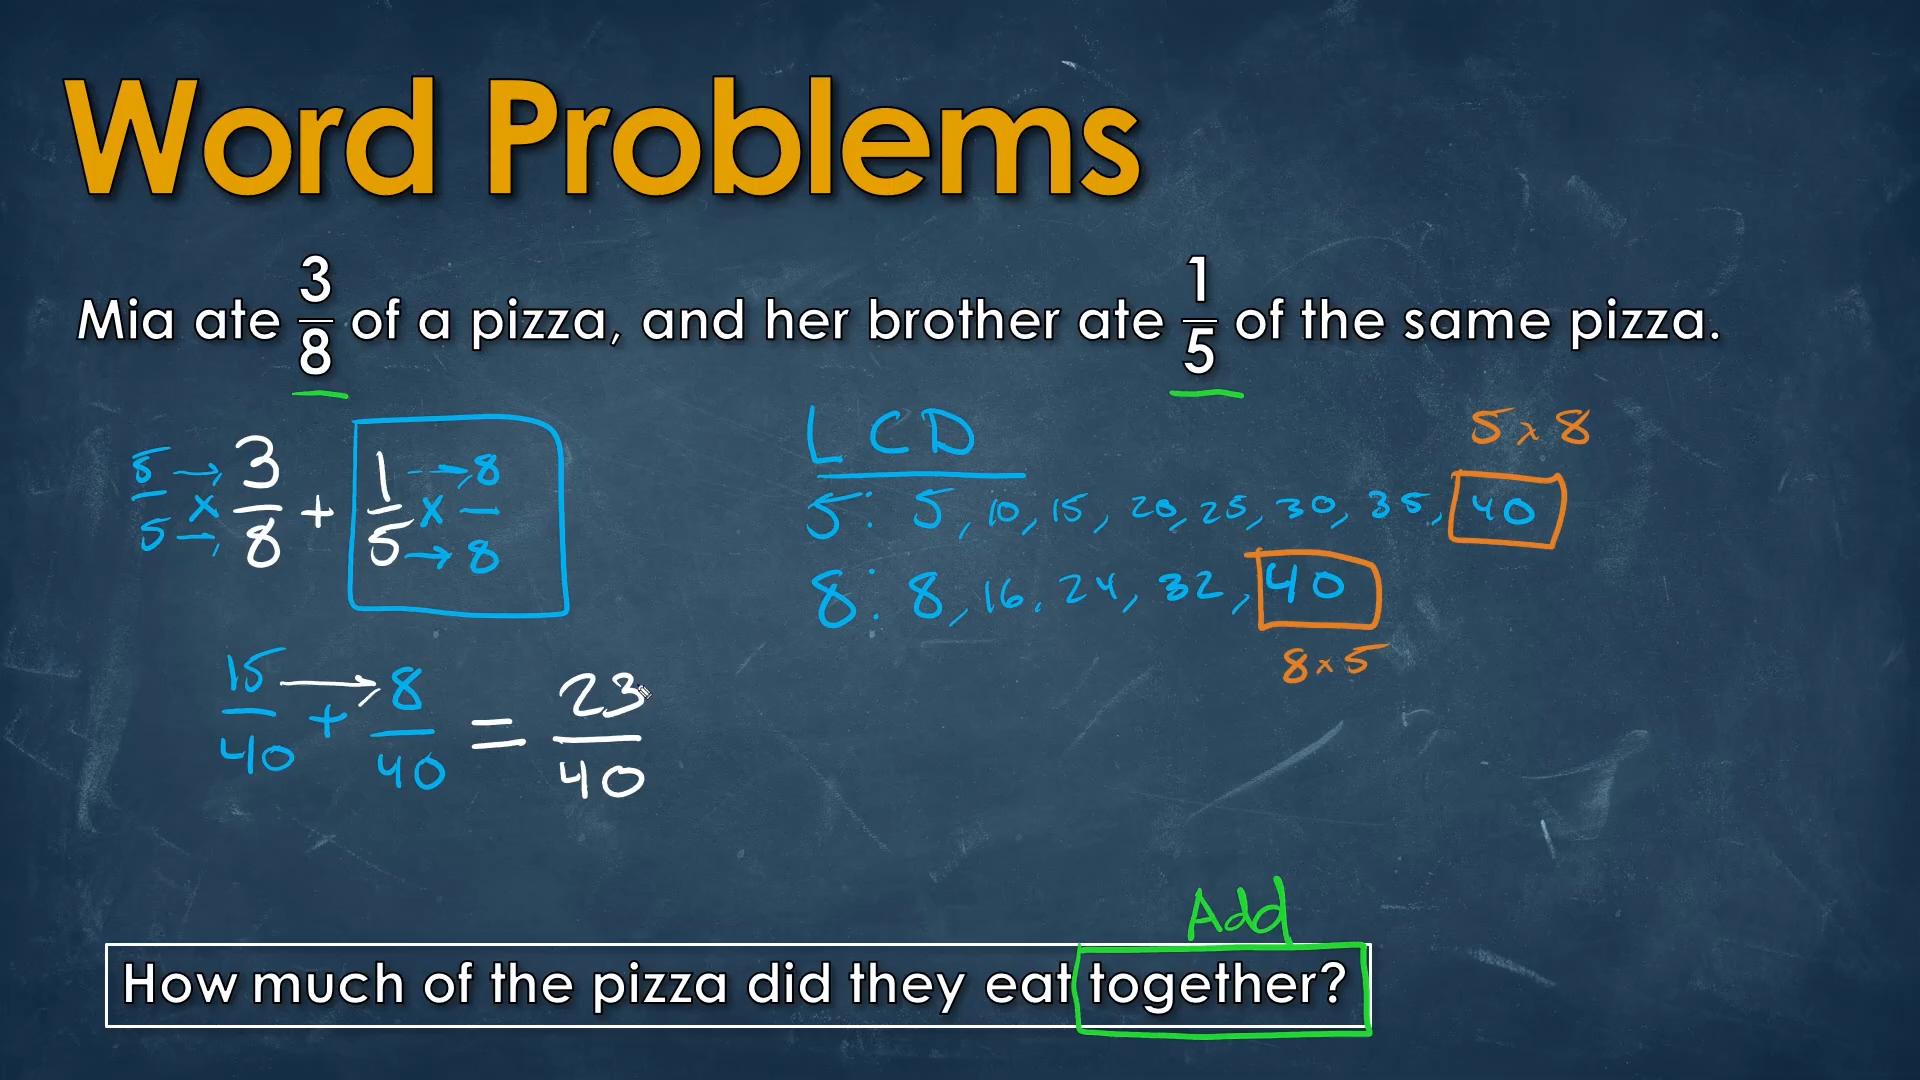 Word Problems
Mia ate 3/8 of a pizza, and her brother ate 1/5 of the same pizza.
5/5 × 3/8 + 1/5 × 8/8
LCD
5 × 8
5: 5, 10, 15, 20, 25, 30, 35, 40
8: 8, 16, 24, 32, 40
8 × 5
15/40 + 8/40 = 23/40
Add
How much of the pizza did they eat together?